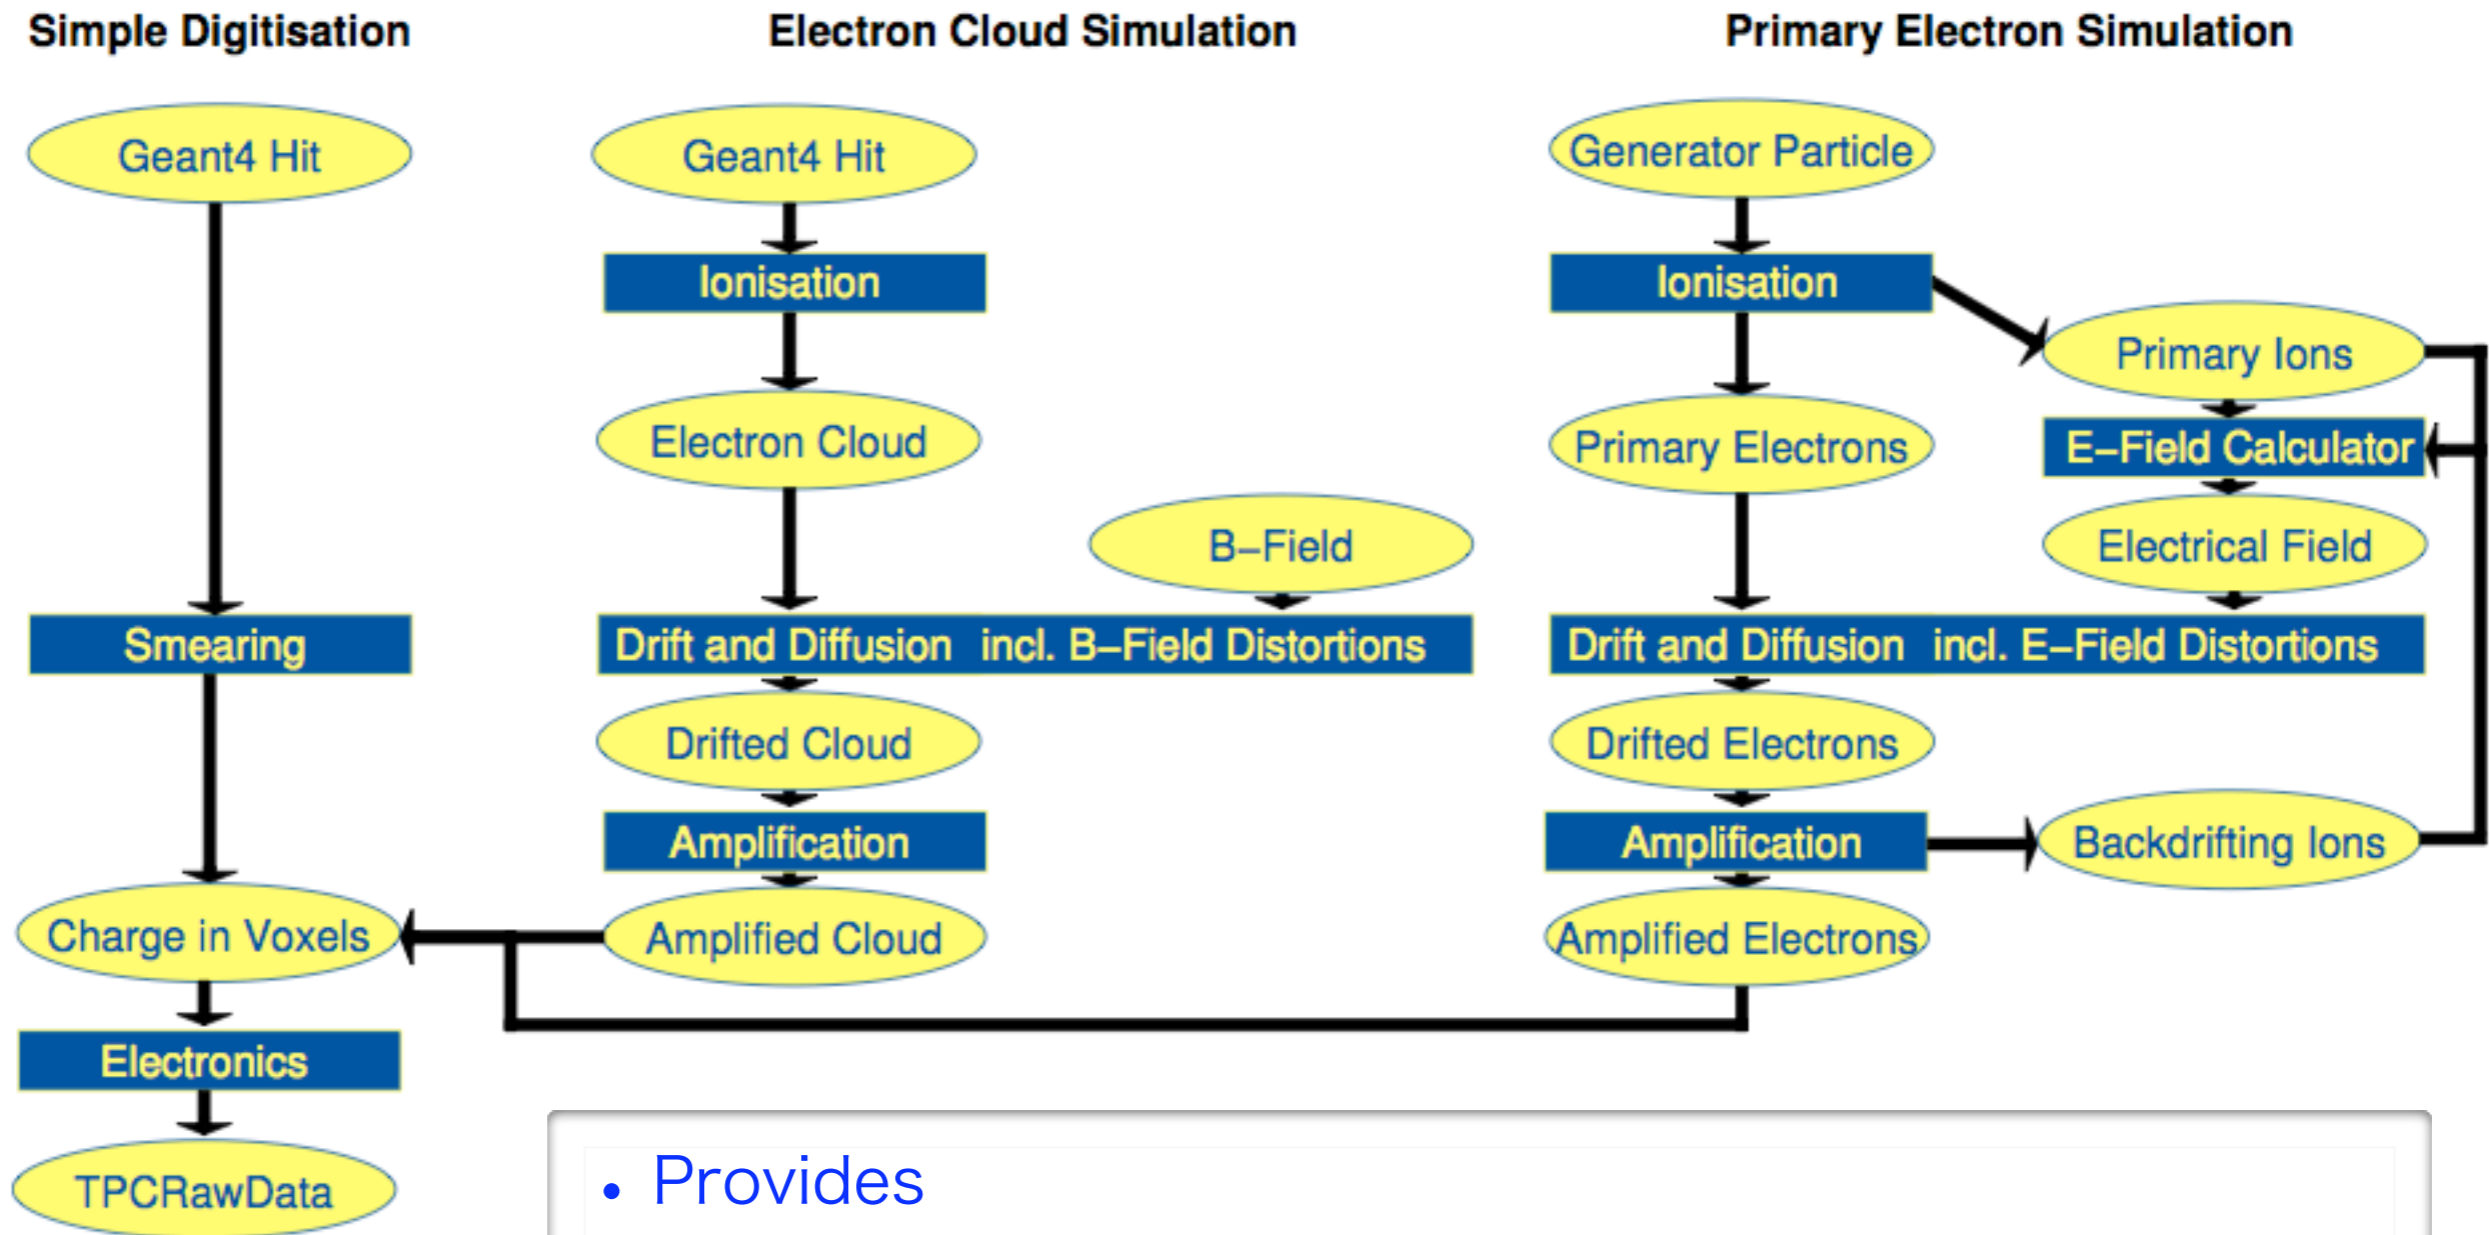 Simple Digitisation
Electron Cloud Simulation
Primary Electron Simulation
Geant4 Hit
Geant4 Hit
Generator Particle
Ionisation
Ionisation
Primary Ions
Electron Cloud
Primary Electrons
E–Field Calculator
B–Field
Electrical Field
Smearing
Drift and Diffusion incl. B–Field Distortions
Drift and Diffusion incl. E–Field Distortions
Drifted Cloud
Drifted Electrons
Amplification
Amplification
Backdrifting Ions
Charge in Voxels
Amplified Cloud
Amplified Electrons
Electronics
TPCRawData
• Provides